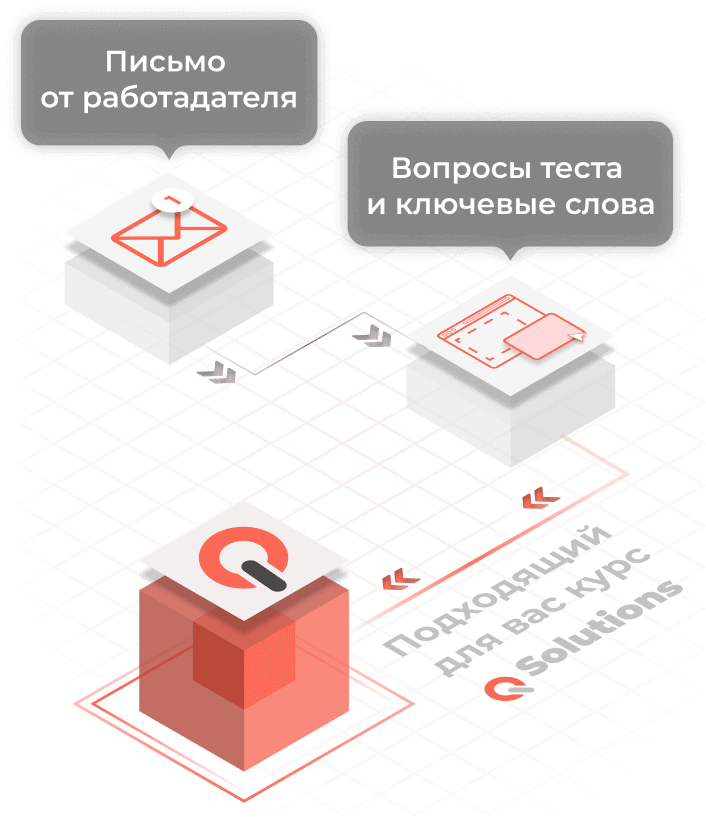 Письмо
от работадателя
Вопросы теста
и ключевые слова
Подходящий
для вас курс
Solutions